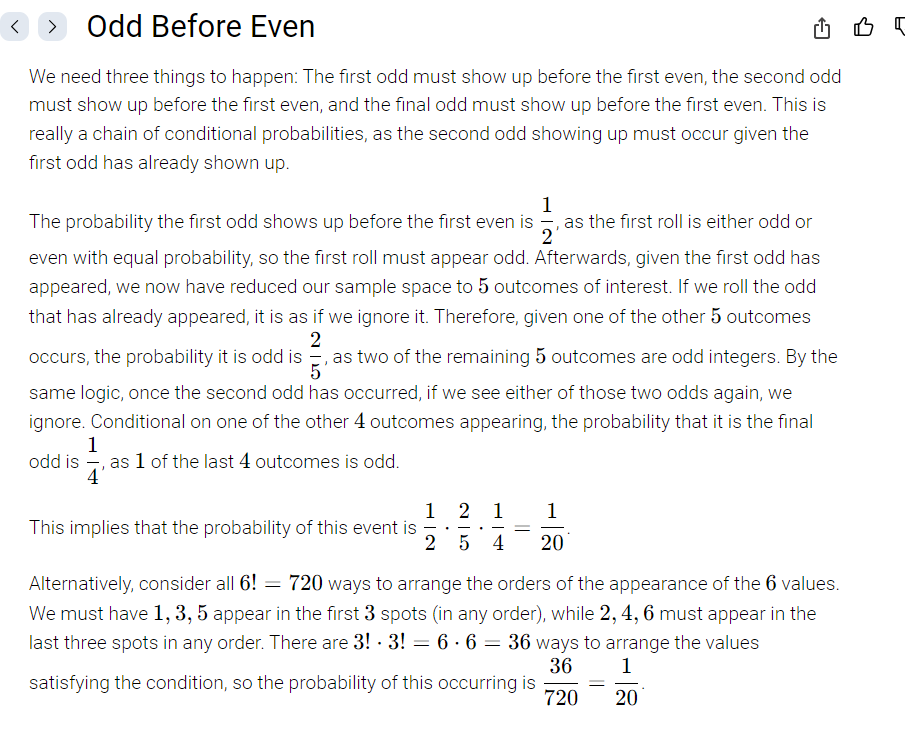 Odd Before Even
We need three things to happen: The first odd must show up before the first even, the second odd
must show up before the first even, and the final odd must show up before the first even. This is
really a chain of conditional probabilities, as the second odd showing up must occur given the
first odd has already shown up.
The probability the first odd shows up before the first even is 1/2, as the first roll is either odd or
even with equal probability, so the first roll must appear odd. Afterwards, given the first odd has
appeared, we now have reduced our sample space to 5 outcomes of interest. If we roll the odd
that has already appeared, it is as if we ignore it. Therefore, given one of the other 5 outcomes
occurs, the probability it is odd is 2/5, as two of the remaining 5 outcomes are odd integers. By the
same logic, once the second odd has occurred, if we see either of those two odds again, we
ignore. Conditional on one of the other 4 outcomes appearing, the probability that it is the final
odd is 1/4, as 1 of the last 4 outcomes is odd.
This implies that the probability of this event is 1/2 · 2/5 · 1/4 = 1/20.
Alternatively, consider all 6! = 720 ways to arrange the orders of the appearance of the 6 values.
We must have 1, 3, 5 appear in the first 3 spots (in any order), while 2, 4, 6 must appear in the
last three spots in any order. There are 3! · 3! = 6 · 6 = 36 ways to arrange the values
satisfying the condition, so the probability of this occurring is 36/720 = 1/20.